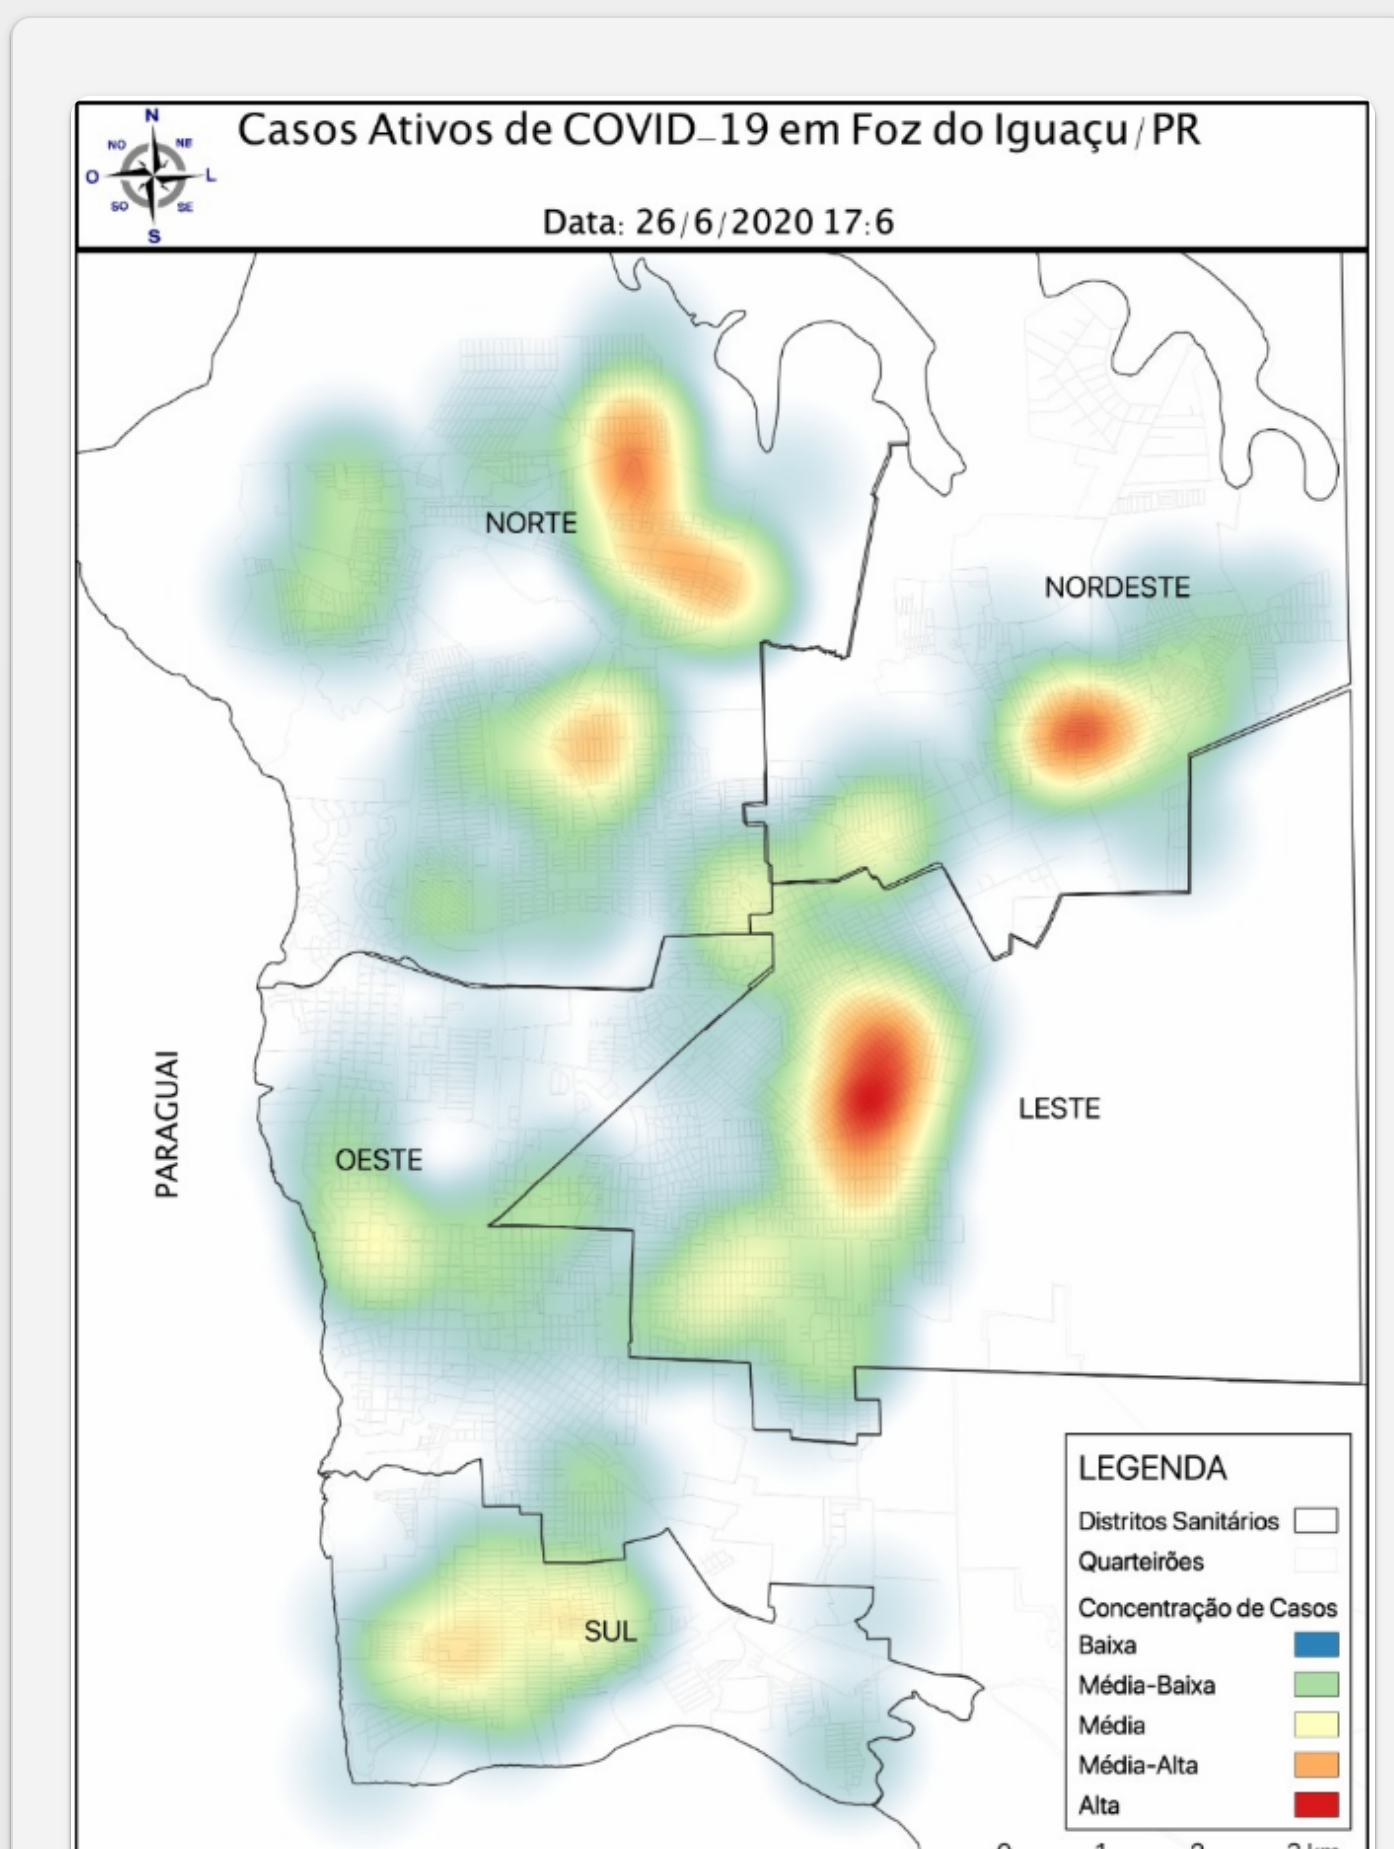 N
NO
NE
O
L
SO
SE
S
Casos Ativos de COVID-19 em Foz do Iguaçu/PR
Data: 26/6/2020 17:6
NORTE
NORDESTE
PARAGUAI
LESTE
OESTE
SUL
LEGENDA
Distritos Sanitários
Quarteirões
Concentração de Casos
Baixa
Média-Baixa
Média
Média-Alta
Alta